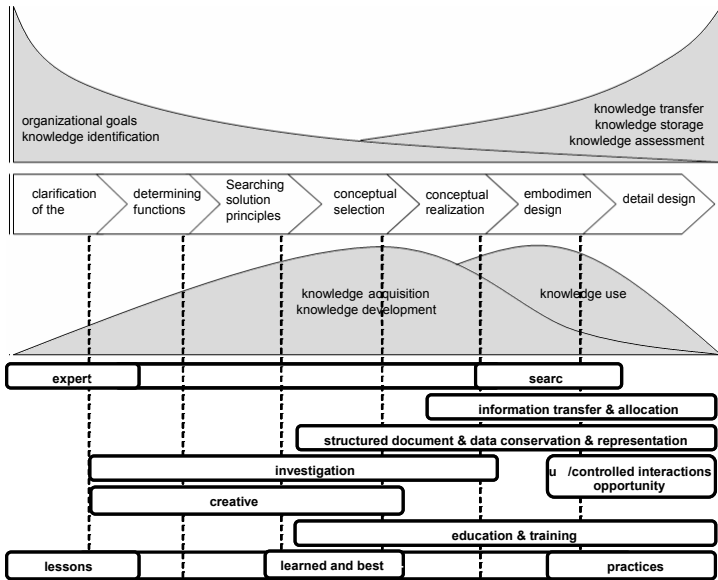 organizational goals
knowledge identification
knowledge transfer
knowledge storage
knowledge assessment
clarification
of the
determining
functions
Searching
solution
principles
conceptual
selection
conceptual
realization
embodimen
design
detail design
knowledge acquisition
knowledge development
knowledge use
expert
searc
information transfer & allocation
structured document & data conservation & representation
investigation
u /controlled interactions
opportunity
creative
education & training
lessons
learned and best
practices